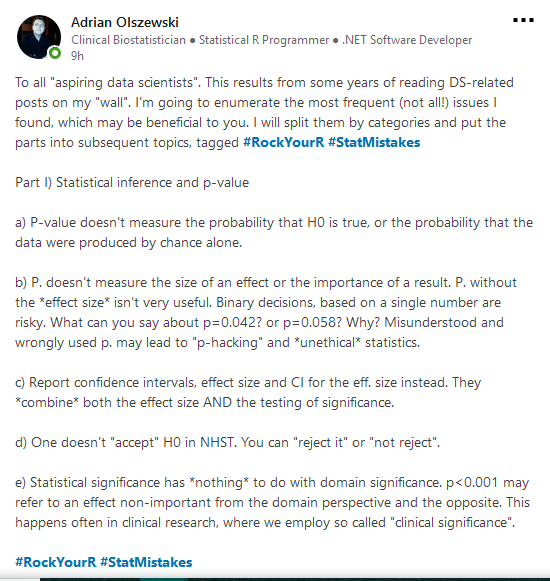 Adrian Olszewski
Clinical Biostatistician ● Statistical R Programmer ● .NET Software Developer
9h
To all "aspiring data scientists". This results from some years of reading DS-related
posts on my "wall". I'm going to enumerate the most frequent (not all!) issues I
found, which may be beneficial to you. I will split them by categories and put the
parts into subsequent topics, tagged #RockYourR #StatMistakes
Part I) Statistical inference and p-value
a) P-value doesn't measure the probability that H0 is true, or the probability that the
data were produced by chance alone.
b) P. doesn't measure the size of an effect or the importance of a result. P. without
the *effect size* isn't very useful. Binary decisions, based on a single number are
risky. What can you say about p=0.042? or p=0.058? Why? Misunderstood and
wrongly used p. may lead to "p-hacking" and *unethical* statistics.
c) Report confidence intervals, effect size and CI for the eff. size instead. They
*combine* both the effect size AND the testing of significance.
d) One doesn't "accept" H0 in NHST. You can "reject it" or "not reject".
e) Statistical significance has *nothing* to do with domain significance. p<0.001 may
refer to an effect non-important from the domain perspective and the opposite. This
happens often in clinical research, where we employ so called "clinical significance".
#RockYourR #StatMistakes